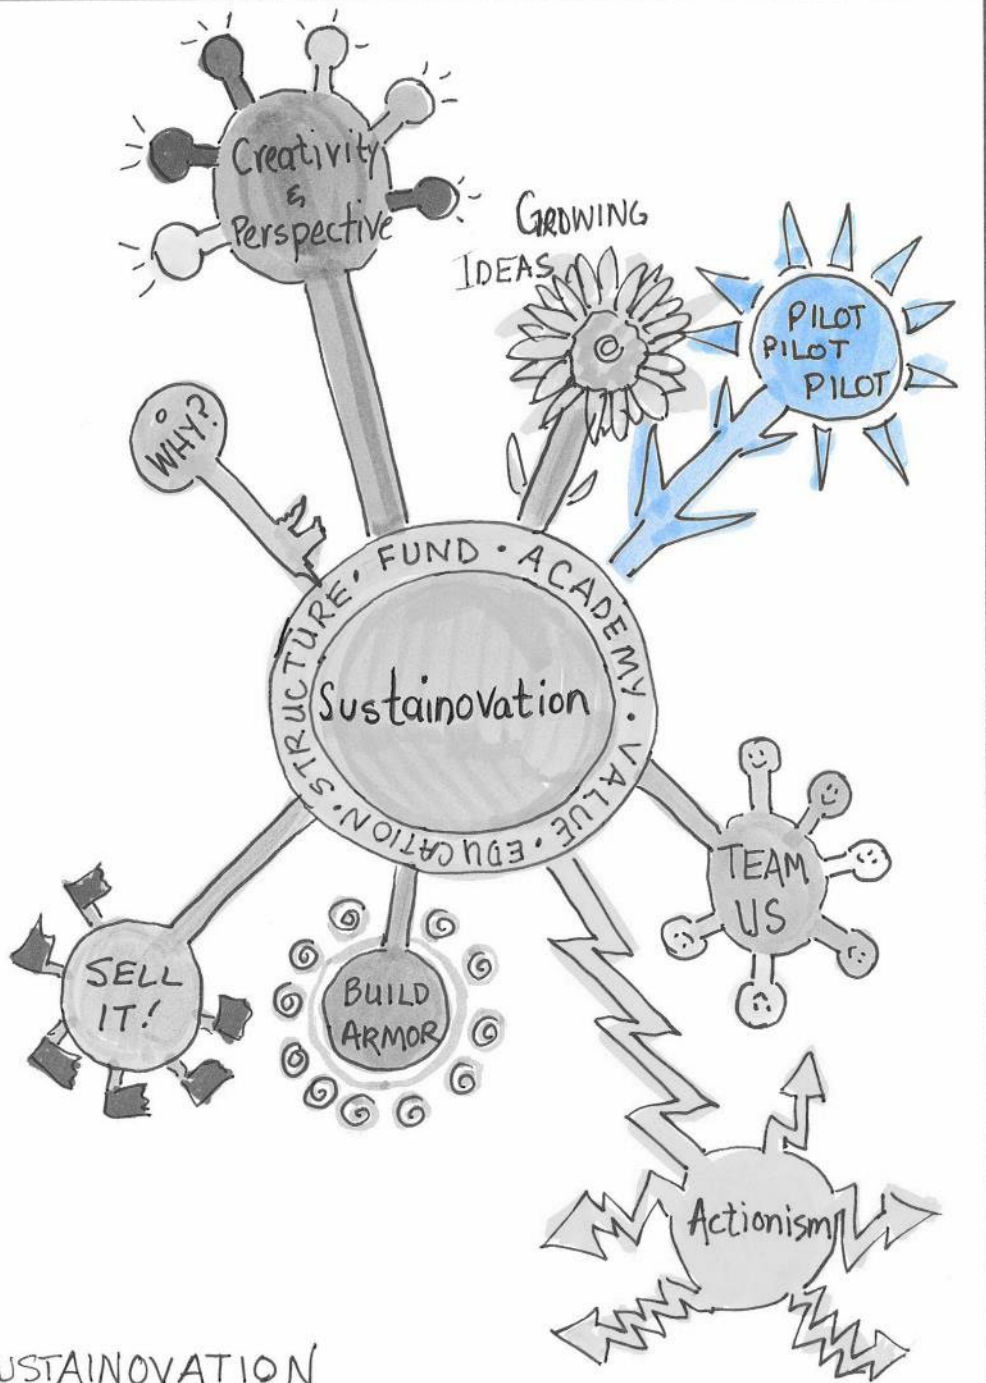 Creativity
&
Perspective
GROWING
IDEAS
PILOT
PILOT
PILOT
WHY?
STRUCTURE · FUND · ACADEMY · VALUE · EDUCATION ·
Sustainovation
TEAM
US
SELL
IT!
BUILD
ARMOR
Actionism
USTAINOVATION